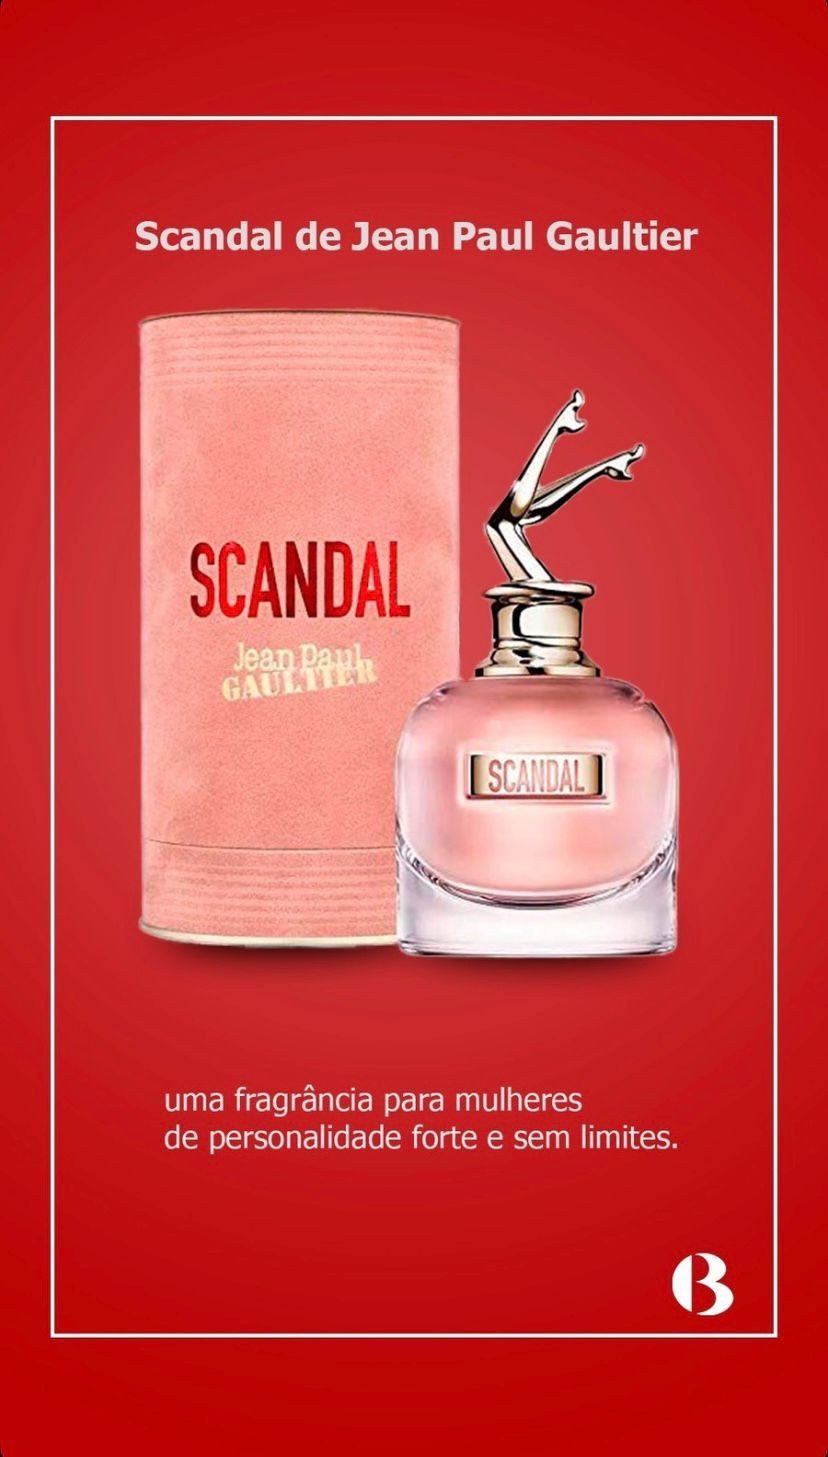 Scandal de Jean Paul Gaultier
SCANDAL
Jean Paul
GAULTIER
SCANDAL
uma fragrância para mulheres
de personalidade forte e sem limites.
B